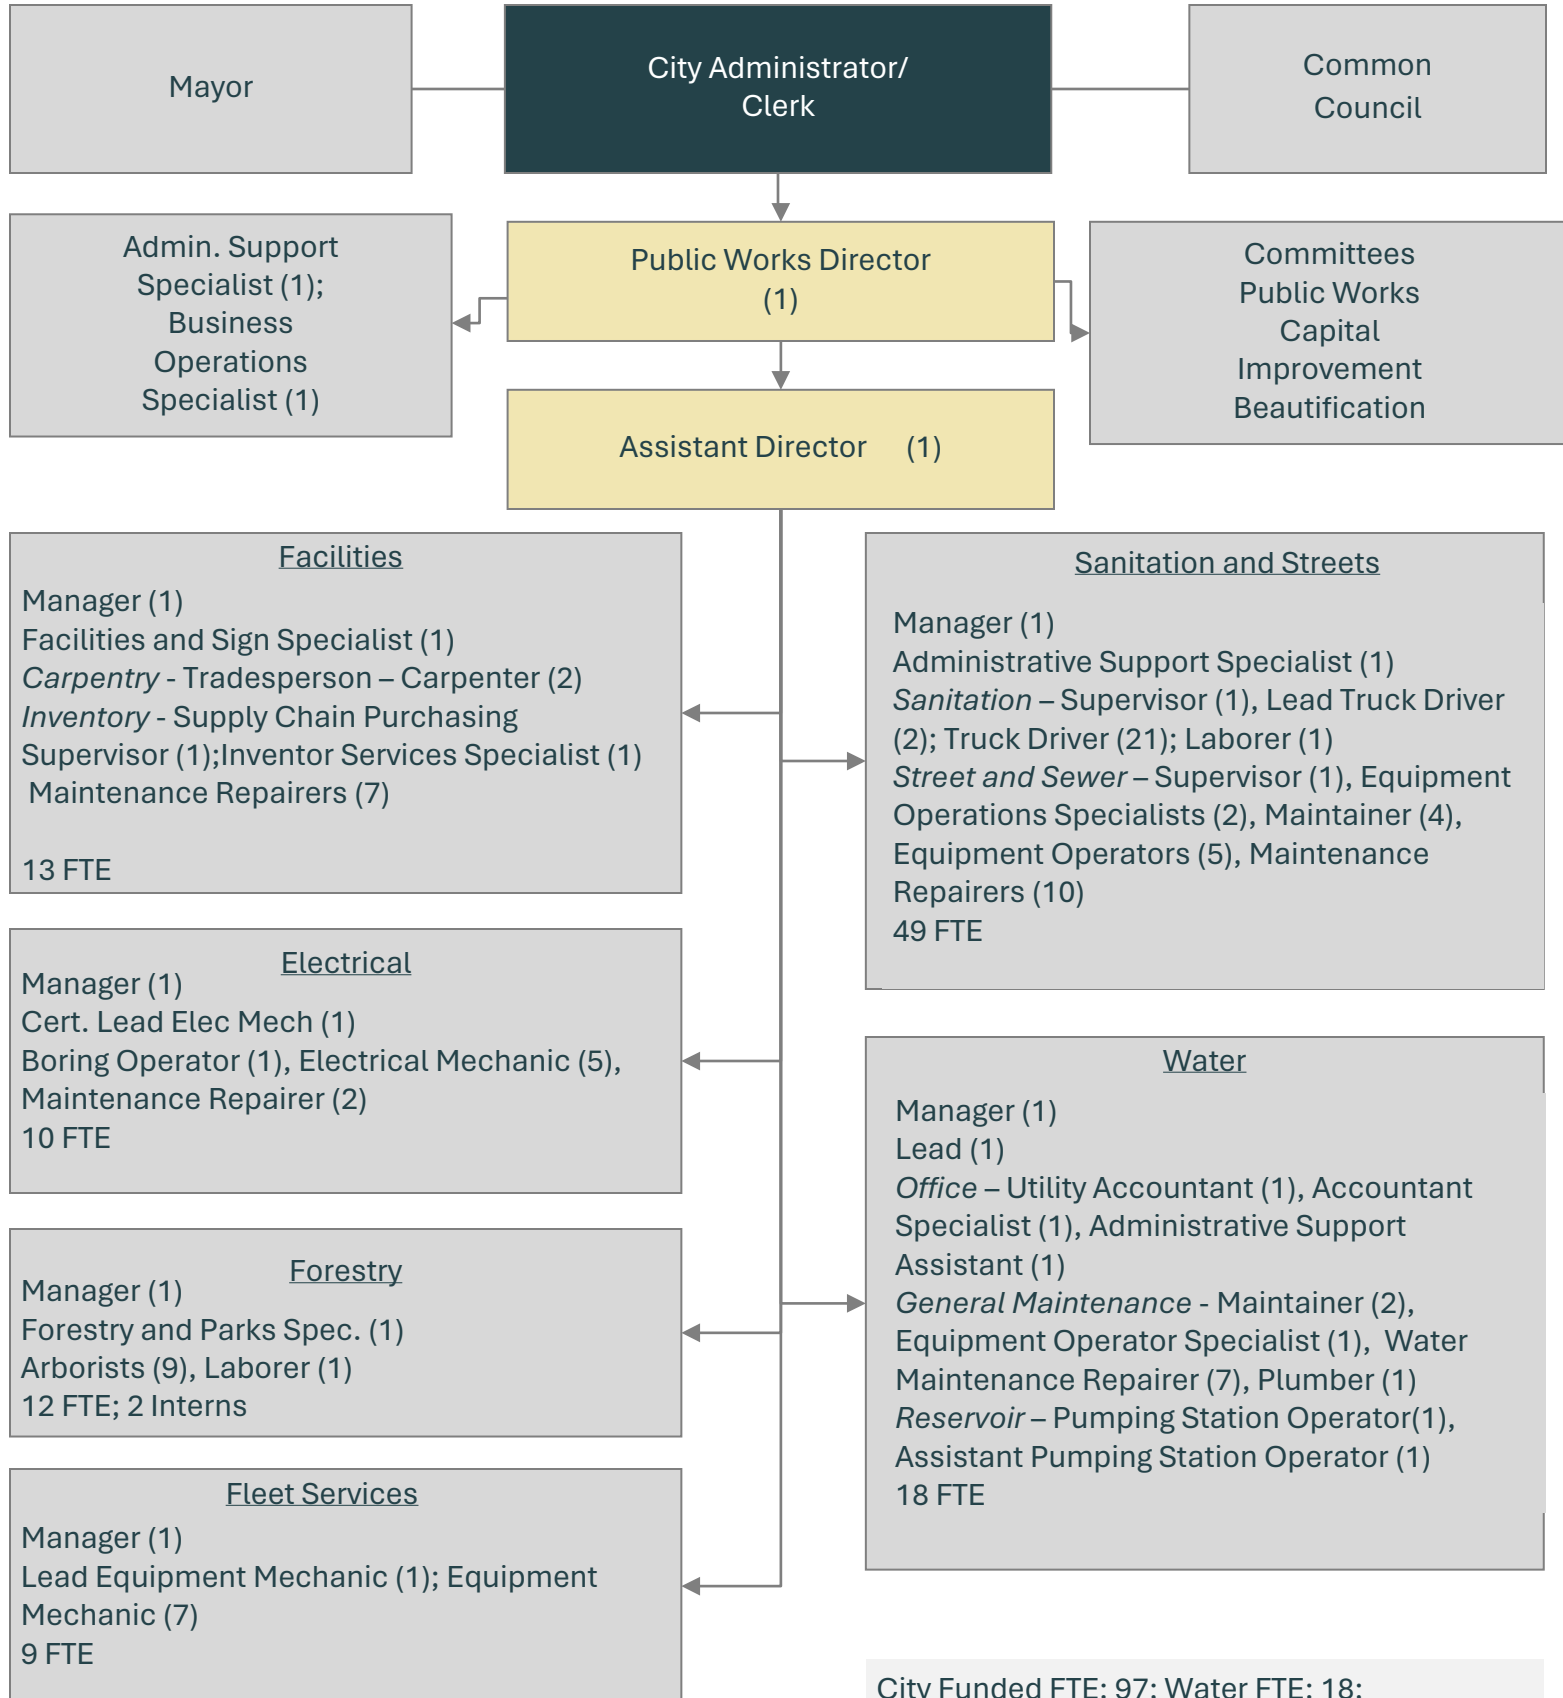 Mayor
City Administrator/
Clerk
Common
Council
Admin. Support
Specialist (1);
Business
Operations
Specialist (1)
Public Works Director
(1)
Committees
Public Works
Capital
Improvement
Beautification
Assistant Director (1)
Facilities
Manager (1)
Facilities and Sign Specialist (1)
Carpentry - Tradesperson – Carpenter (2)
Inventory - Supply Chain Purchasing
Supervisor (1);Inventor Services Specialist (1)
Maintenance Repairers (7)
13 FTE
Sanitation and Streets
Manager (1)
Administrative Support Specialist (1)
Sanitation – Supervisor (1), Lead Truck Driver
(2); Truck Driver (21); Laborer (1)
Street and Sewer – Supervisor (1), Equipment
Operations Specialists (2), Maintainer (4),
Equipment Operators (5), Maintenance
Repairers (10)
49 FTE
Electrical
Manager (1)
Cert. Lead Elec Mech (1)
Boring Operator (1), Electrical Mechanic (5),
Maintenance Repairer (2)
10 FTE
Water
Manager (1)
Lead (1)
Office – Utility Accountant (1), Accountant
Specialist (1), Administrative Support
Assistant (1)
General Maintenance - Maintainer (2),
Equipment Operator Specialist (1), Water
Maintenance Repairer (7), Plumber (1)
Reservoir – Pumping Station Operator(1),
Assistant Pumping Station Operator (1)
18 FTE
Forestry
Manager (1)
Forestry and Parks Spec. (1)
Arborists (9), Laborer (1)
12 FTE; 2 Interns
Fleet Services
Manager (1)
Lead Equipment Mechanic (1); Equipment
Mechanic (7)
9 FTE
City Funded FTE: 97; Water FTE: 18;